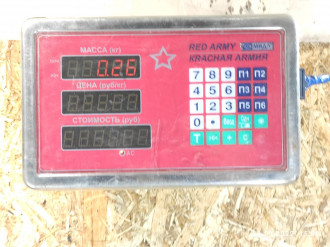 МАССА (кг)
0.26
ЦЕНА (руб/кг)
СТОИМОСТЬ (руб)
RED ARMY
KRACHAЯ АРМИЯ
7 8 9 П1 П2
4 5 6 П3 П4
1 2 3 П5 П6
0
T C